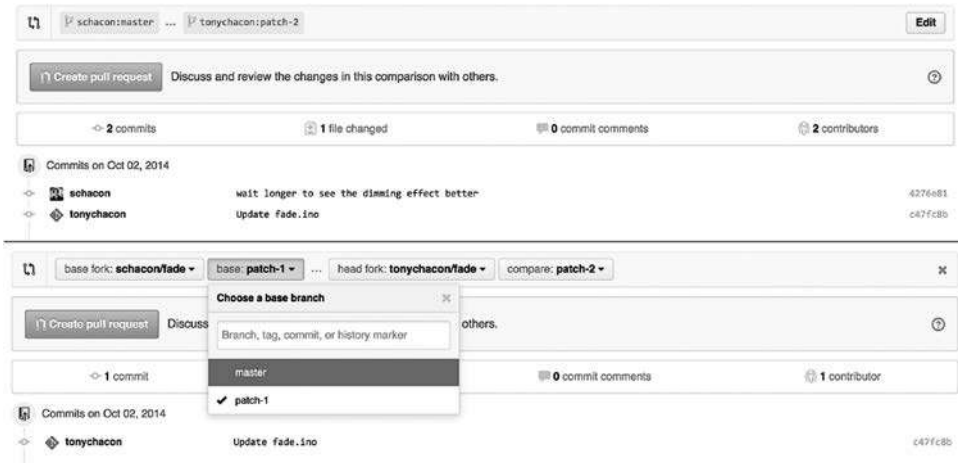 schacon:master ... tonychacon:patch-2 Edit
Create pull request Discuss and review the changes in this comparison with others.
2 commits 1 file changed 0 commit comments 2 contributors
Commits on Oct 02, 2014
schacon wait longer to see the dimming effect better 4276e81
tonychacon Update fade.ino c47fc8b
base fork: schacon/fade base: patch-1 ... head fork: tonychacon/fade compare: patch-2
Choose a base branch
Create pull request Discuss others.
Branch, tag, commit, or history marker
master
1 commit 0 commit comments 1 contributor
patch-1
Commits on Oct 02, 2014
tonychacon Update fade.ino c47fc8b